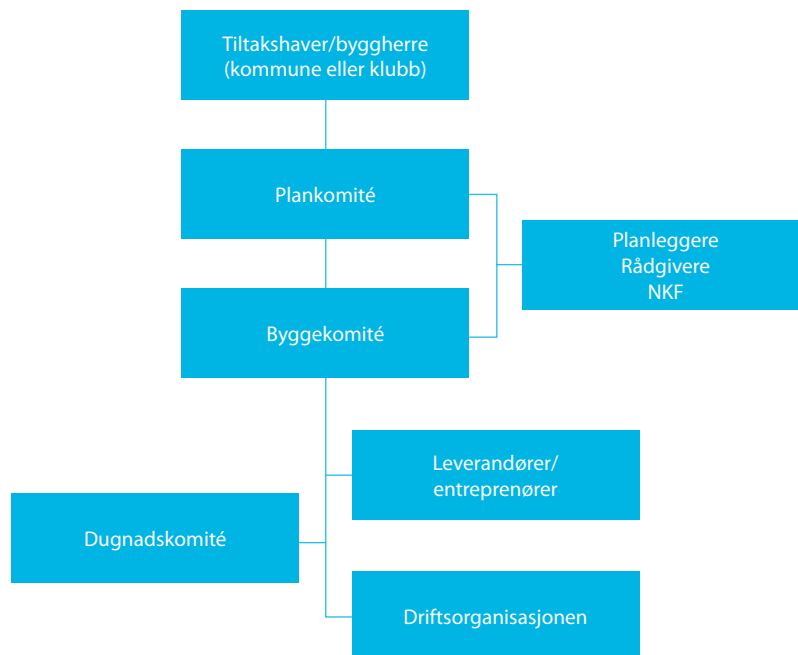 Tiltakshaver/byggherre
(kommune eller klubb)
Plankomité
Planleggere
Rådgivere
NKF
Byggekomité
Leverandører/
entreprenører
Dugnadskomité
Driftsorganisasjonen